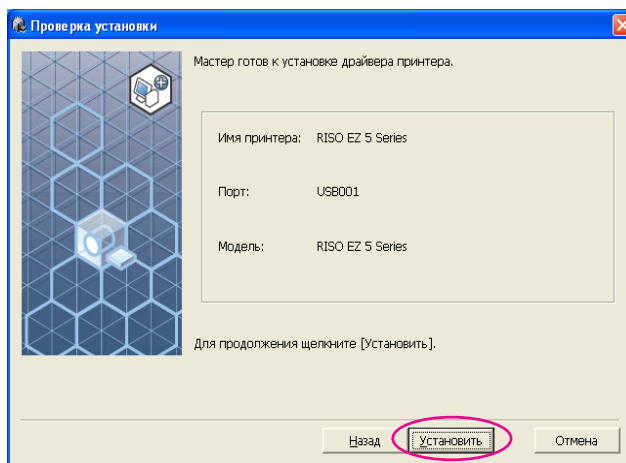 Проверка установки
Мастер готов к установке драйвера принтера.
Имя принтера: RISO EZ 5 Series
Порт: USB001
Модель: RISO EZ 5 Series
Для продолжения щелкните [Установить].
Назад Установить Отмена